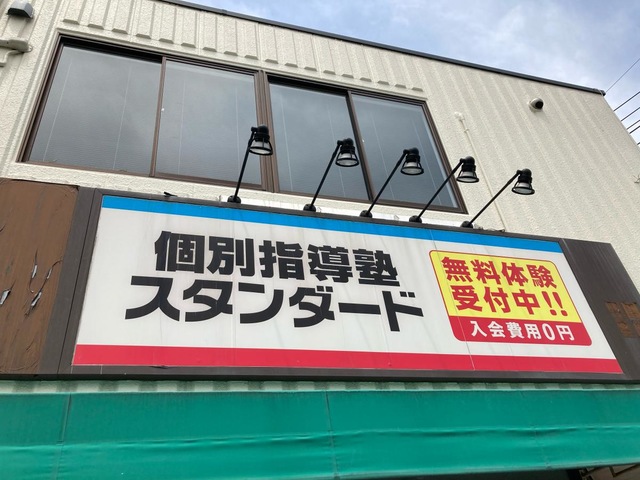 個別指導塾
スタンダード
無料体験
受付中!!
入会費用0円